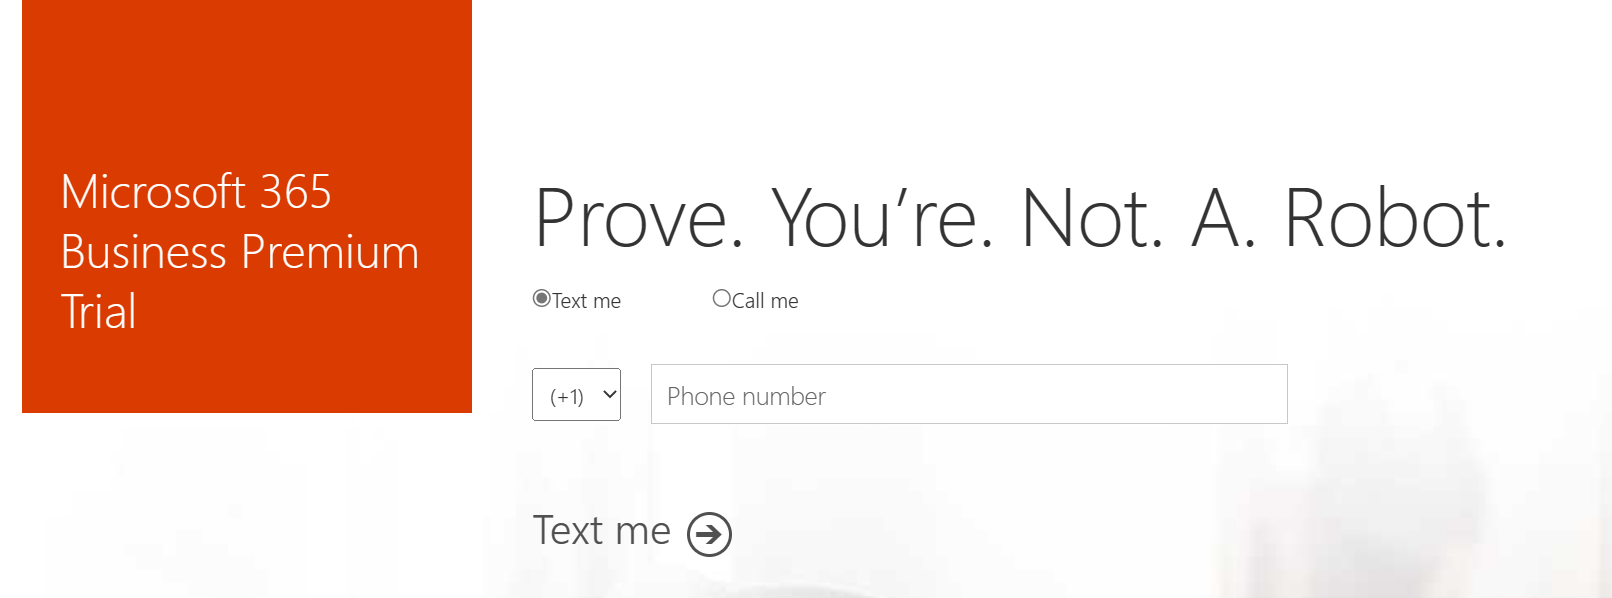 Microsoft 365
Business Premium
Trial
Prove. You’re. Not. A. Robot.
Text me
Call me
(+1)
Phone number
Text me